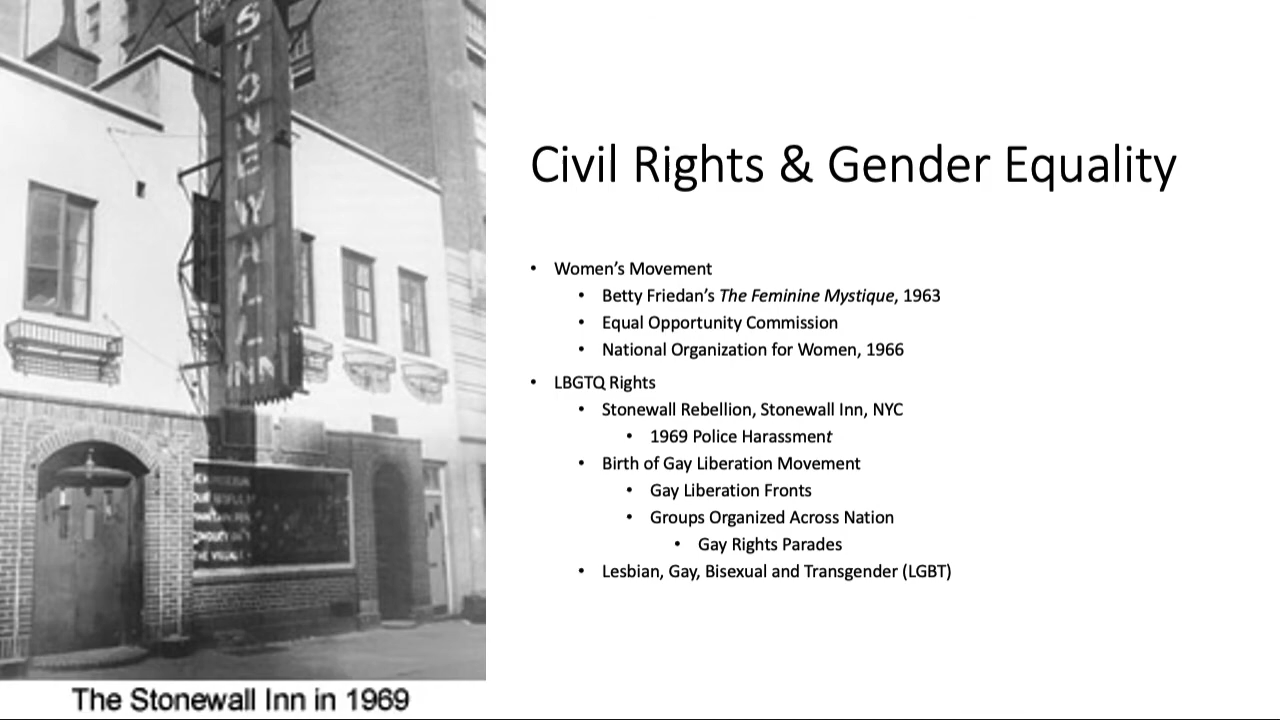 STONEWALL
INN
The Stonewall Inn in 1969
Civil Rights & Gender Equality
• Women’s Movement
• Betty Friedan’s The Feminine Mystique, 1963
• Equal Opportunity Commission
• National Organization for Women, 1966
• LBGTQ Rights
• Stonewall Rebellion, Stonewall Inn, NYC
• 1969 Police Harassment
• Birth of Gay Liberation Movement
• Gay Liberation Fronts
• Groups Organized Across Nation
• Gay Rights Parades
• Lesbian, Gay, Bisexual and Transgender (LGBT)